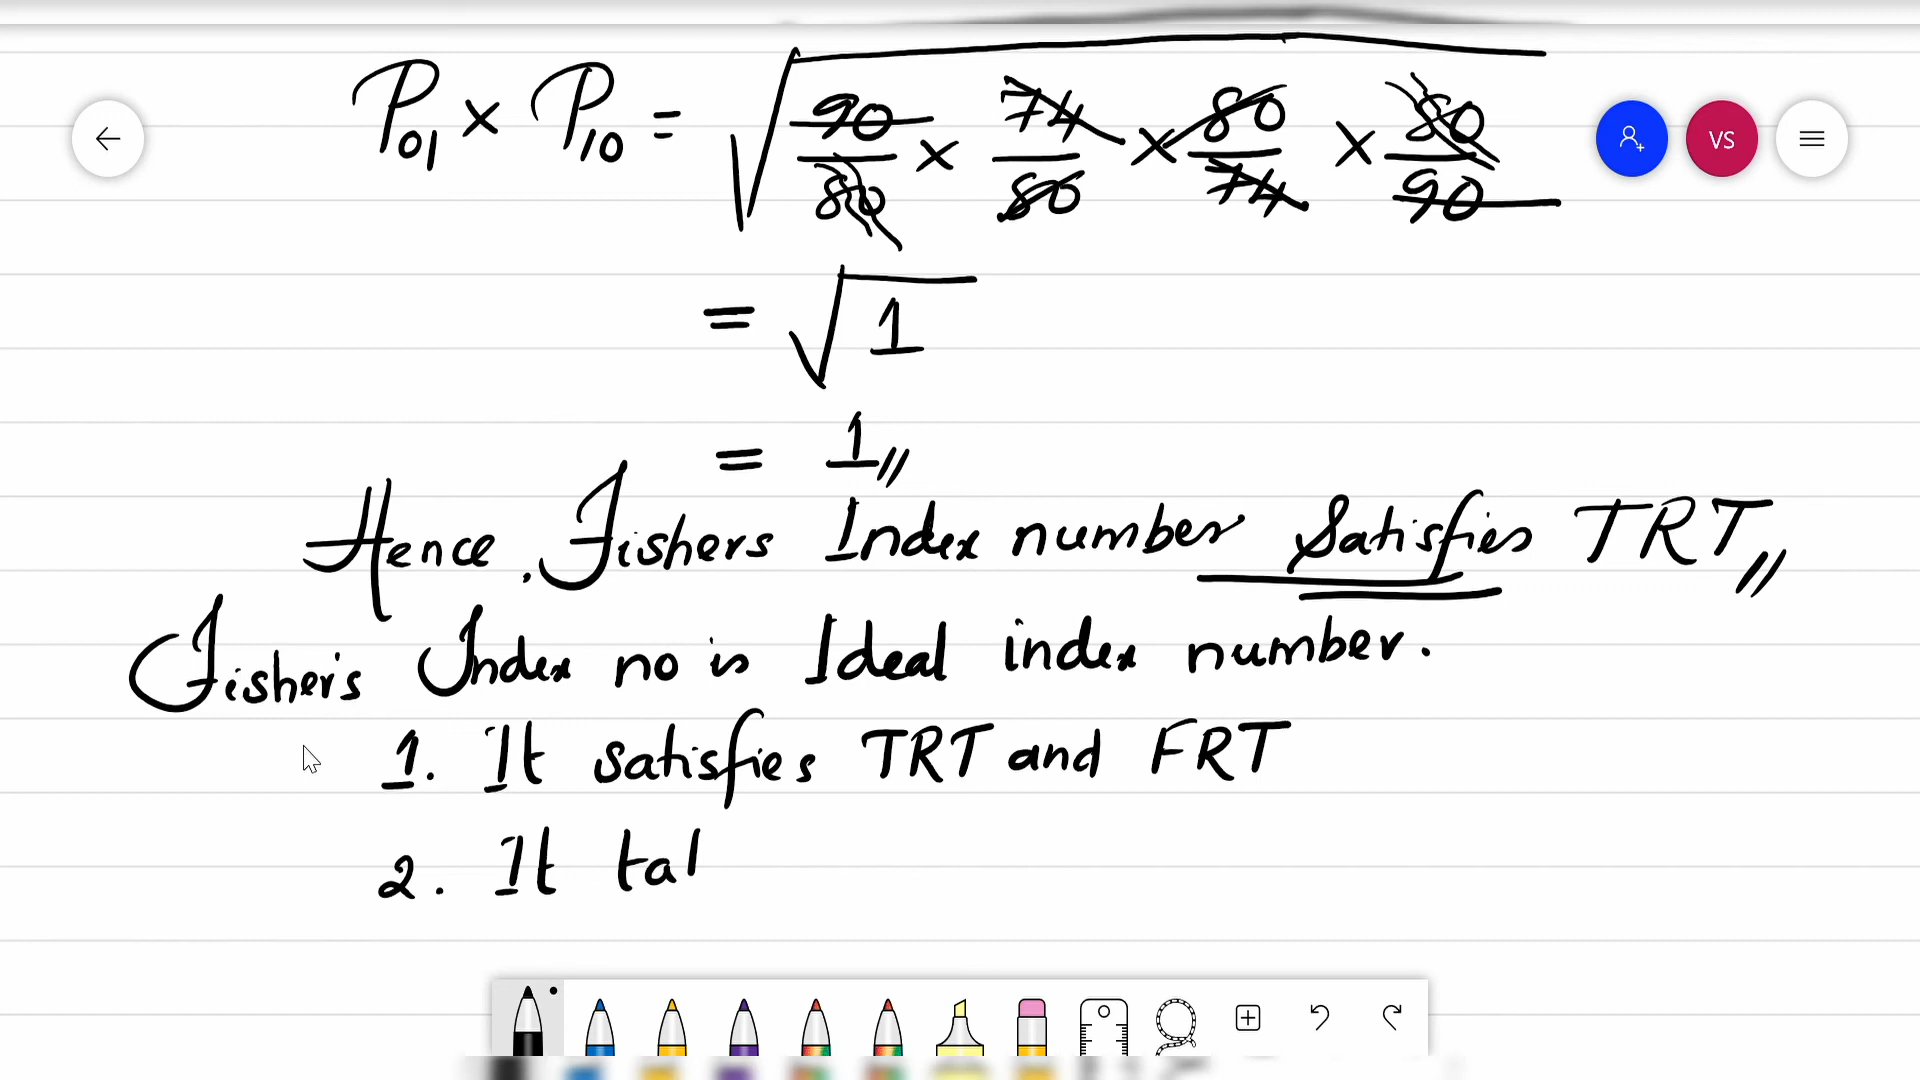 P01 × P10 = √(90/80 × 74/80 × 80/74 × 80/90)
= √1
= 1//
VS
Hence, Fishers Index number Satisfies TRT//
Fisher's Index no is Ideal index number.
1. It satisfies TRT and FRT
2. It tal